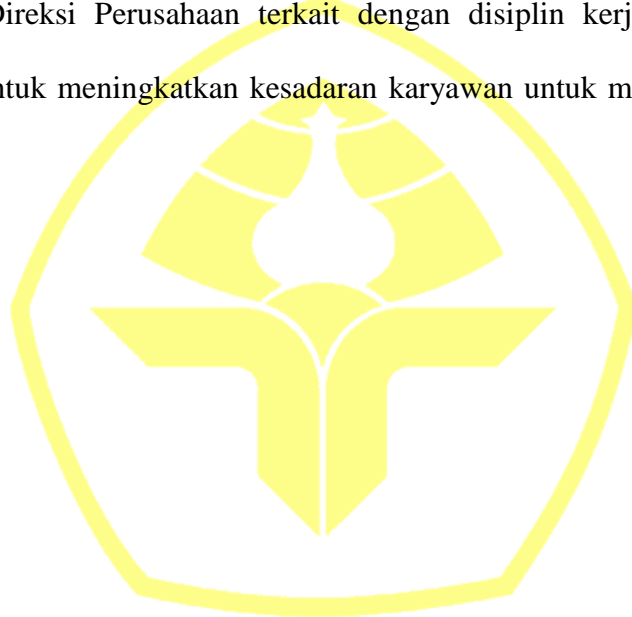 Direksi Perusahaan terkait dengan disiplin kerj
ntuk meningkatkan kesadaran karyawan untuk m